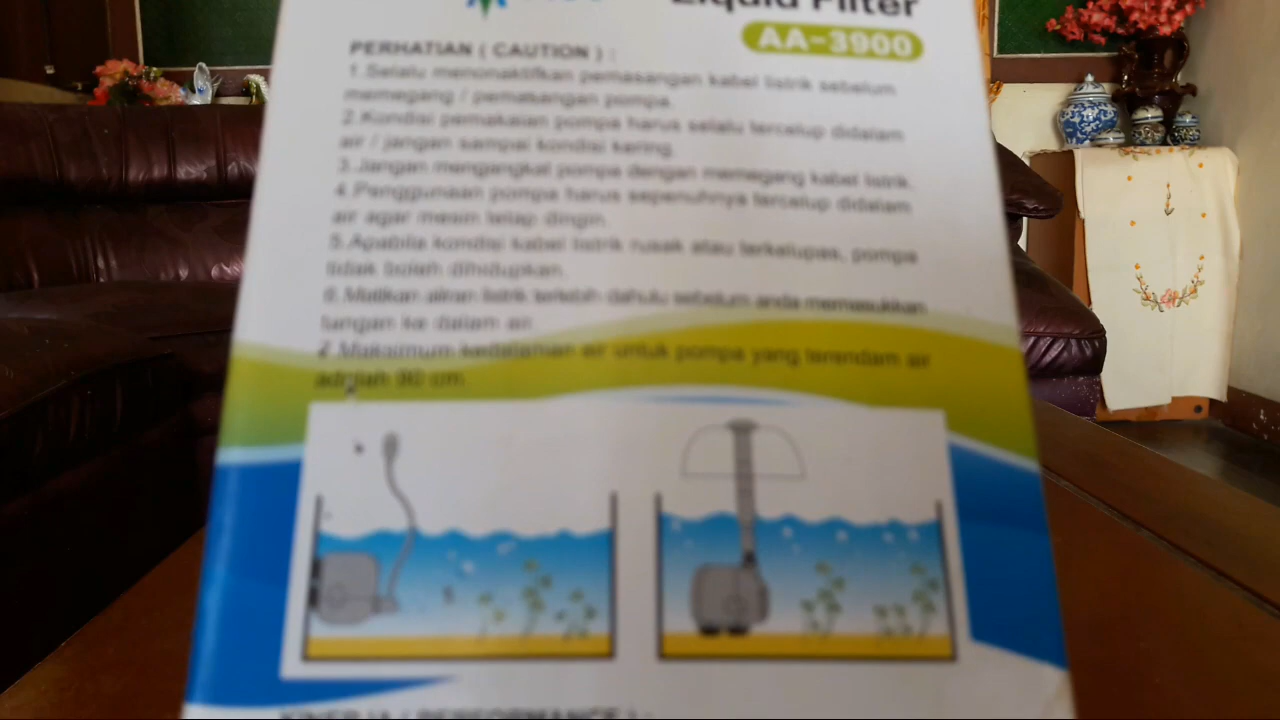 Liquid Filter
AA-3900
PERHATIAN ( CAUTION ) :
1.Selalu menonaktifkan pemasangan kabel listrik sebelum
memegang / pemasangan pompa.
2.Kondisi pemakaian pompa harus selalu tercelup didalam
air / jangan sampai kondisi kering.
3.Jangan mengangkat pompa dengan memegang kabel listrik.
4.Penggunaan pompa harus sepenuhnya tercelup didalam
air agar mesin tetap dingin.
5.Apabila kondisi kabel listrik rusak atau terkelupas, pompa
tidak boleh dihidupkan.
6.Matikan aliran listrik terlebih dahulu sebelum anda memasukkan
tangan ke dalam air.
7.Maksimum kedalaman air untuk pompa yang terendam air
adalah 80 cm.
KINERJA ( PERFORMANCE ) :